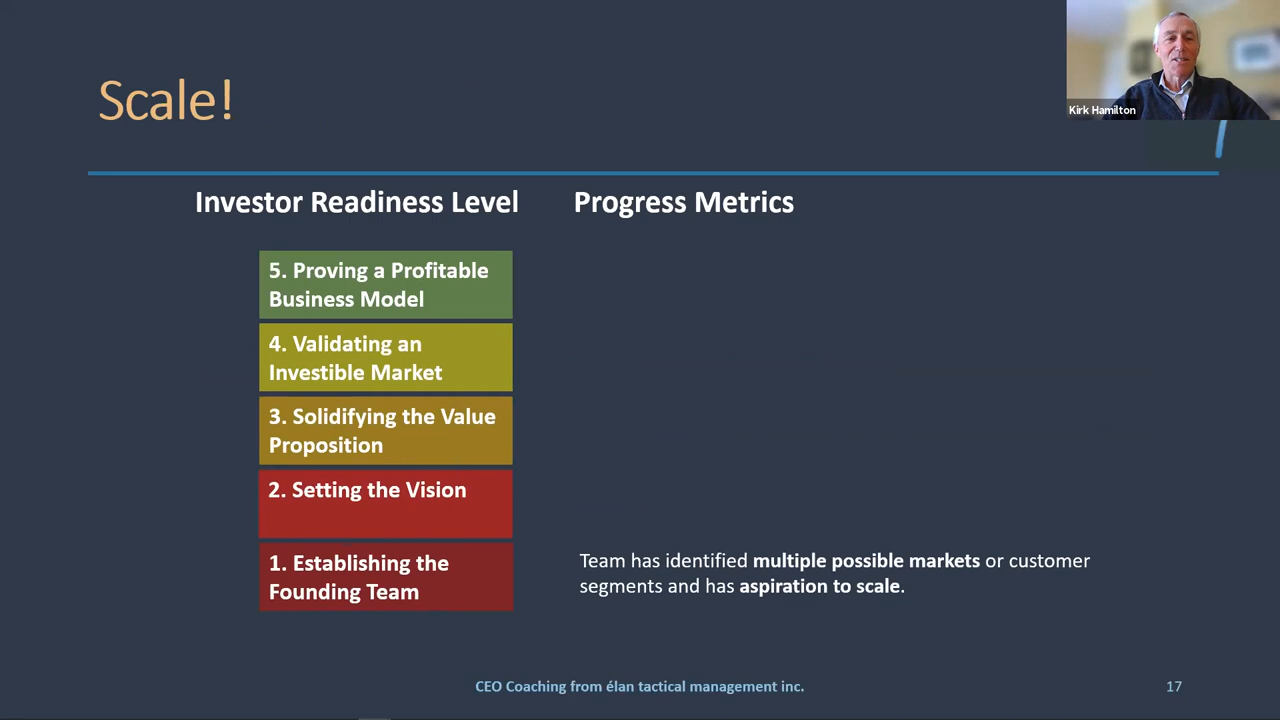 Scale!
Kirk Hamilton
Investor Readiness Level
Progress Metrics
5. Proving a Profitable
Business Model
4. Validating an
Investible Market
3. Solidifying the Value
Proposition
2. Setting the Vision
1. Establishing the
Founding Team
Team has identified multiple possible markets or customer
segments and has aspiration to scale.
CEO Coaching from élan tactical management inc.
17